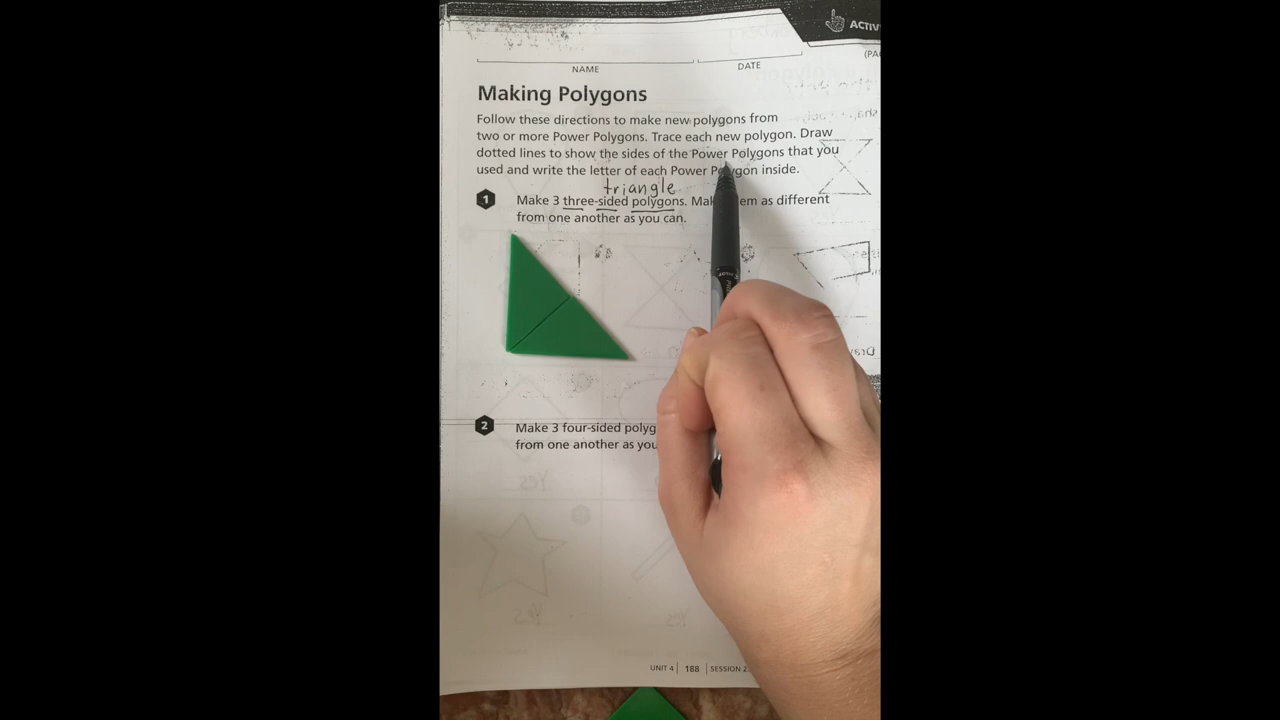 ACTIV
(PA
NAME
DATE
Making Polygons
Follow these directions to make new polygons from
two or more Power Polygons. Trace each new polygon. Draw
dotted lines to show the sides of the Power Polygons that you
used and write the letter of each Power Polygon inside.
triangle
1 Make 3 three-sided polygons. Make them as different
from one another as you can.
2 Make 3 four-sided polyg
from one another as you
YES
YES
YES
UNIT 4 | 188 | SESSION 2